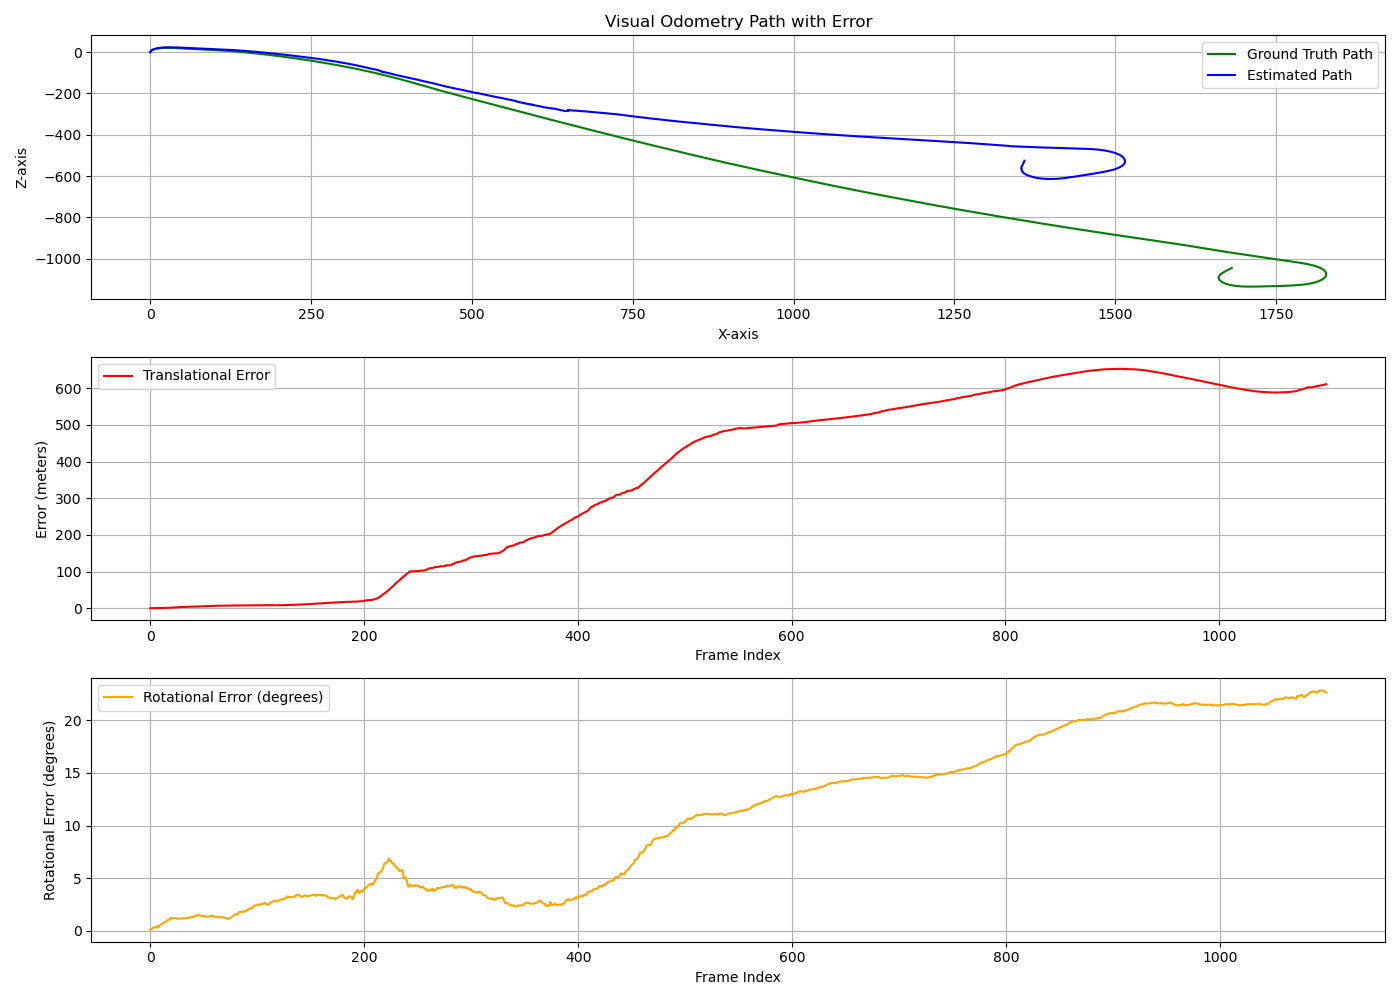 Visual Odometry Path with Error
Ground Truth Path
Estimated Path
Z-axis
0
−200
−400
−600
−800
−1000
0 250 500 750 1000 1250 1500 1750
X-axis
Translational Error
Error (meters)
600
500
400
300
200
100
0
0 200 400 600 800 1000
Frame Index
Rotational Error (degrees)
Rotational Error (degrees)
20
15
10
5
0
0 200 400 600 800 1000
Frame Index